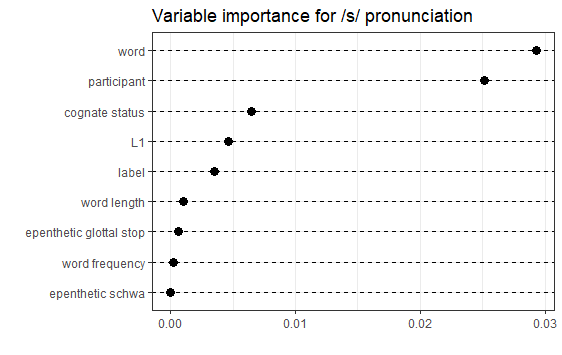 Variable importance for /s/ pronunciation
word
participant
cognate status
L1
label
word length
epenthetic glottal stop
word frequency
epenthetic schwa
0.00 0.01 0.02 0.03